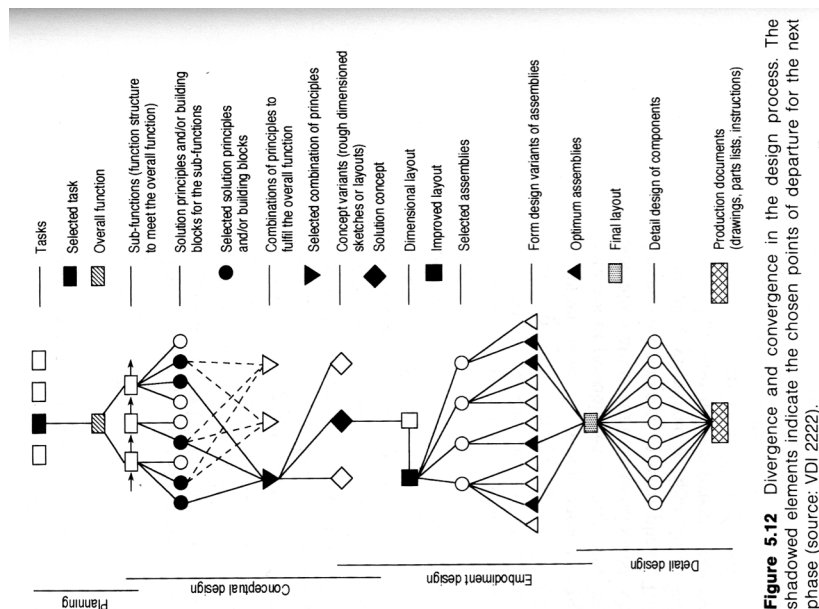 Tasks
Selected task
Overall function
Sub-functions (function structure
to meet the overall function)
Solution principles and/or building
blocks for the sub-functions
Selected solution principles
and/or building blocks
Combinations of principles to
fulfil the overall function
Selected combination of principles
Concept variants (rough dimensioned
sketches or layouts)
Solution concept
Dimensional layout
Improved layout
Selected assemblies
Form design variants of assemblies
Optimum assemblies
Final layout
Detail design of components
Production documents
(drawings, parts lists, instructions)
Planning
Conceptual design
Embodiment design
Detail design
Figure 5.12 Divergence and convergence in the design process. The
shadowed elements indicate the chosen points of departure for the next
phase (source: VDI 2222).